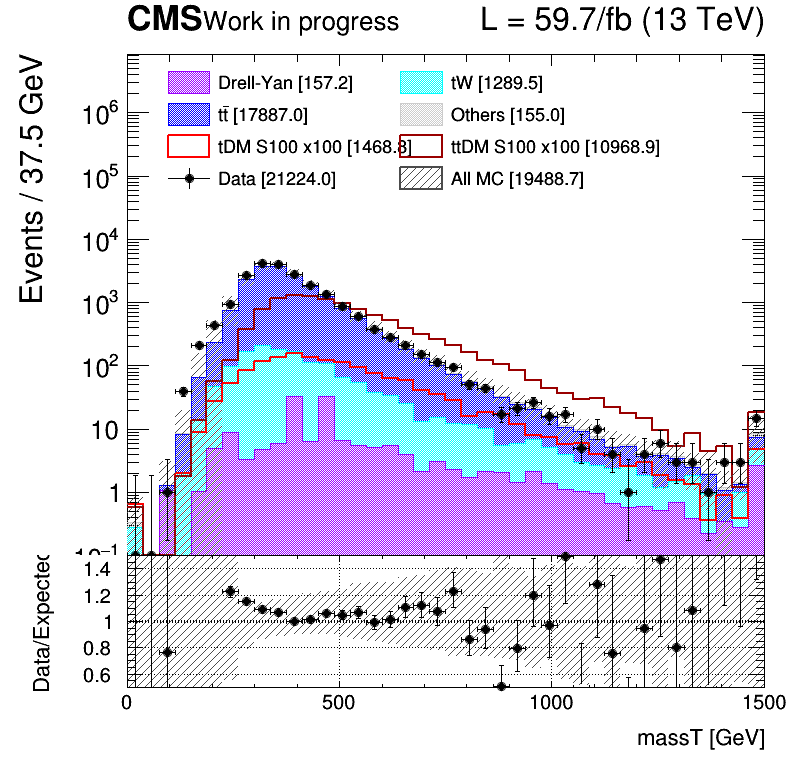 CMS Work in progress L = 59.7/fb (13 TeV)
Events / 37.5 GeV
Drell-Yan [157.2] tW [1289.5]
tt̄ [17887.0] Others [155.0]
tDM S100 x100 [1468.8] ttDM S100 x100 [10968.9]
Data [21224.0] All MC [19488.7]
10⁶
10⁵
10⁴
10³
10²
10
1
10⁻¹
Data/Expected
1.4
1.2
1
0.8
0.6
0 500 1000 1500
massT [GeV]